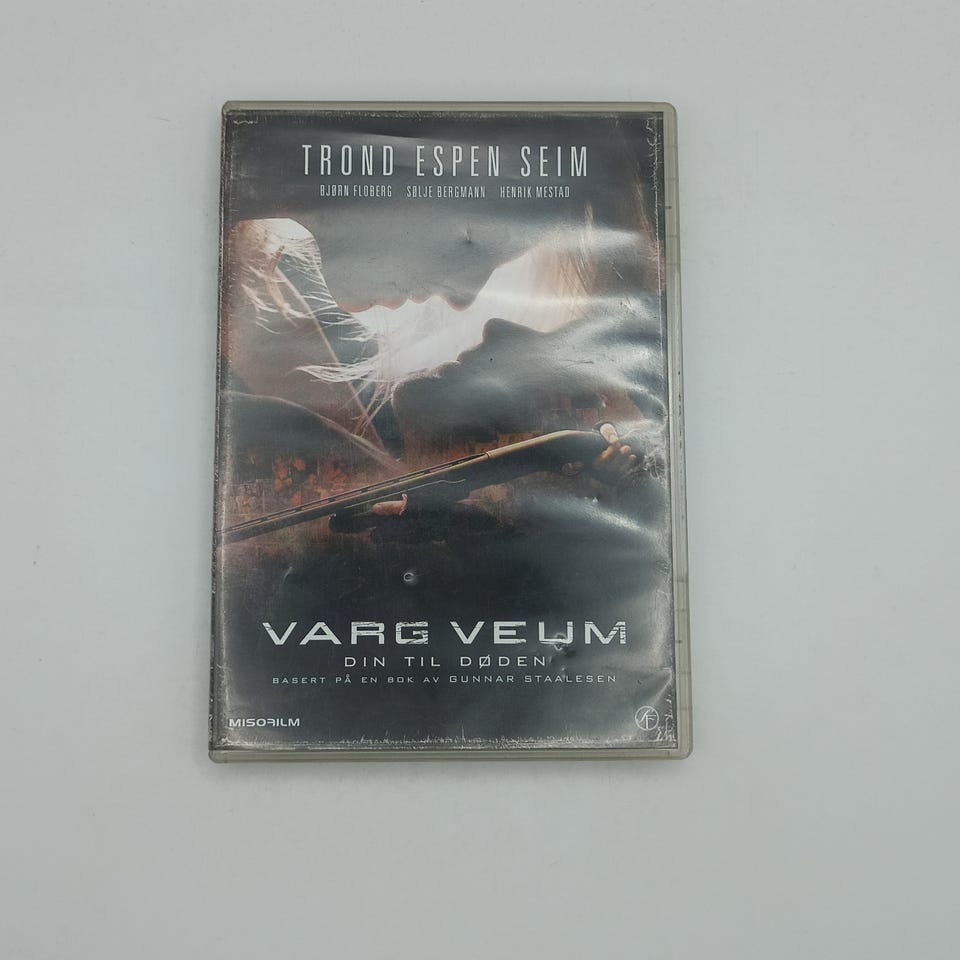 TROND ESPEN SEIM
BJØRN FLOBERG SØLJE BERGMANN HENRIK MESTAD
VARG VEUM
DIN TIL DØDEN
BASERT PÅ EN BOK AV GUNNAR STAALESEN
MISOFILM
SF